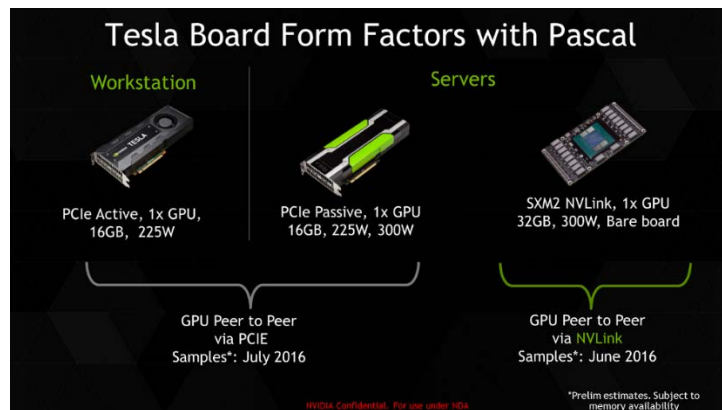 Tesla Board Form Factors with Pascal
Workstation
Servers
TESLA
PCIe Active, 1x GPU,
16GB, 225W
PCIe Passive, 1x GPU
16GB, 225W, 300W
SXM2 NVLink, 1x GPU
32GB, 300W, Bare board
GPU Peer to Peer
via PCIE
Samples*: July 2016
GPU Peer to Peer
via NVLink
Samples*: June 2016
NVIDIA Confidential. For use under NDA
*Prelim estimates. Subject to
memory availability